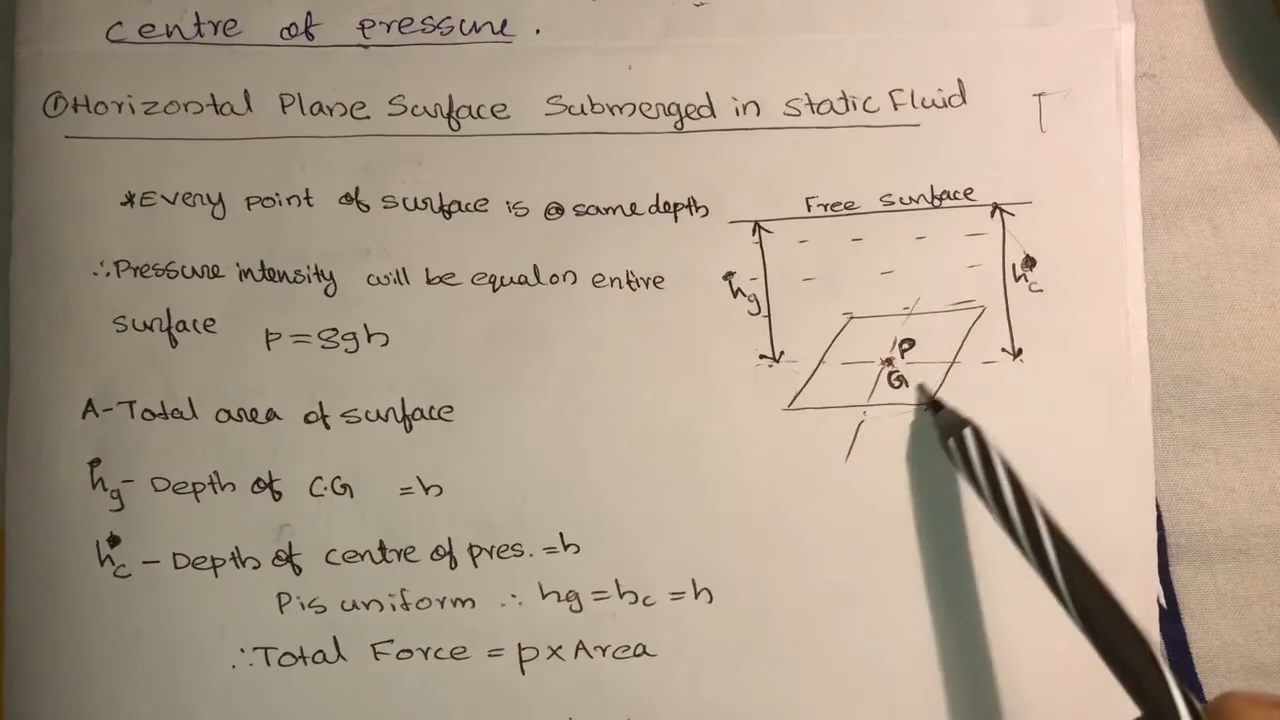 centre of pressure.
① Horizontal Plane Surface Submerged in Static Fluid
*Every point of surface is @ same depth
∴ Pressure intensity will be equal on entire
surface p = ρgh
A - Total area of surface
hg - Depth of C.G = h
hc - Depth of centre of pres. = h
P is uniform ∴ hg = hc = h
∴ Total Force = p × Area
Free surface
hg
hc
P
G